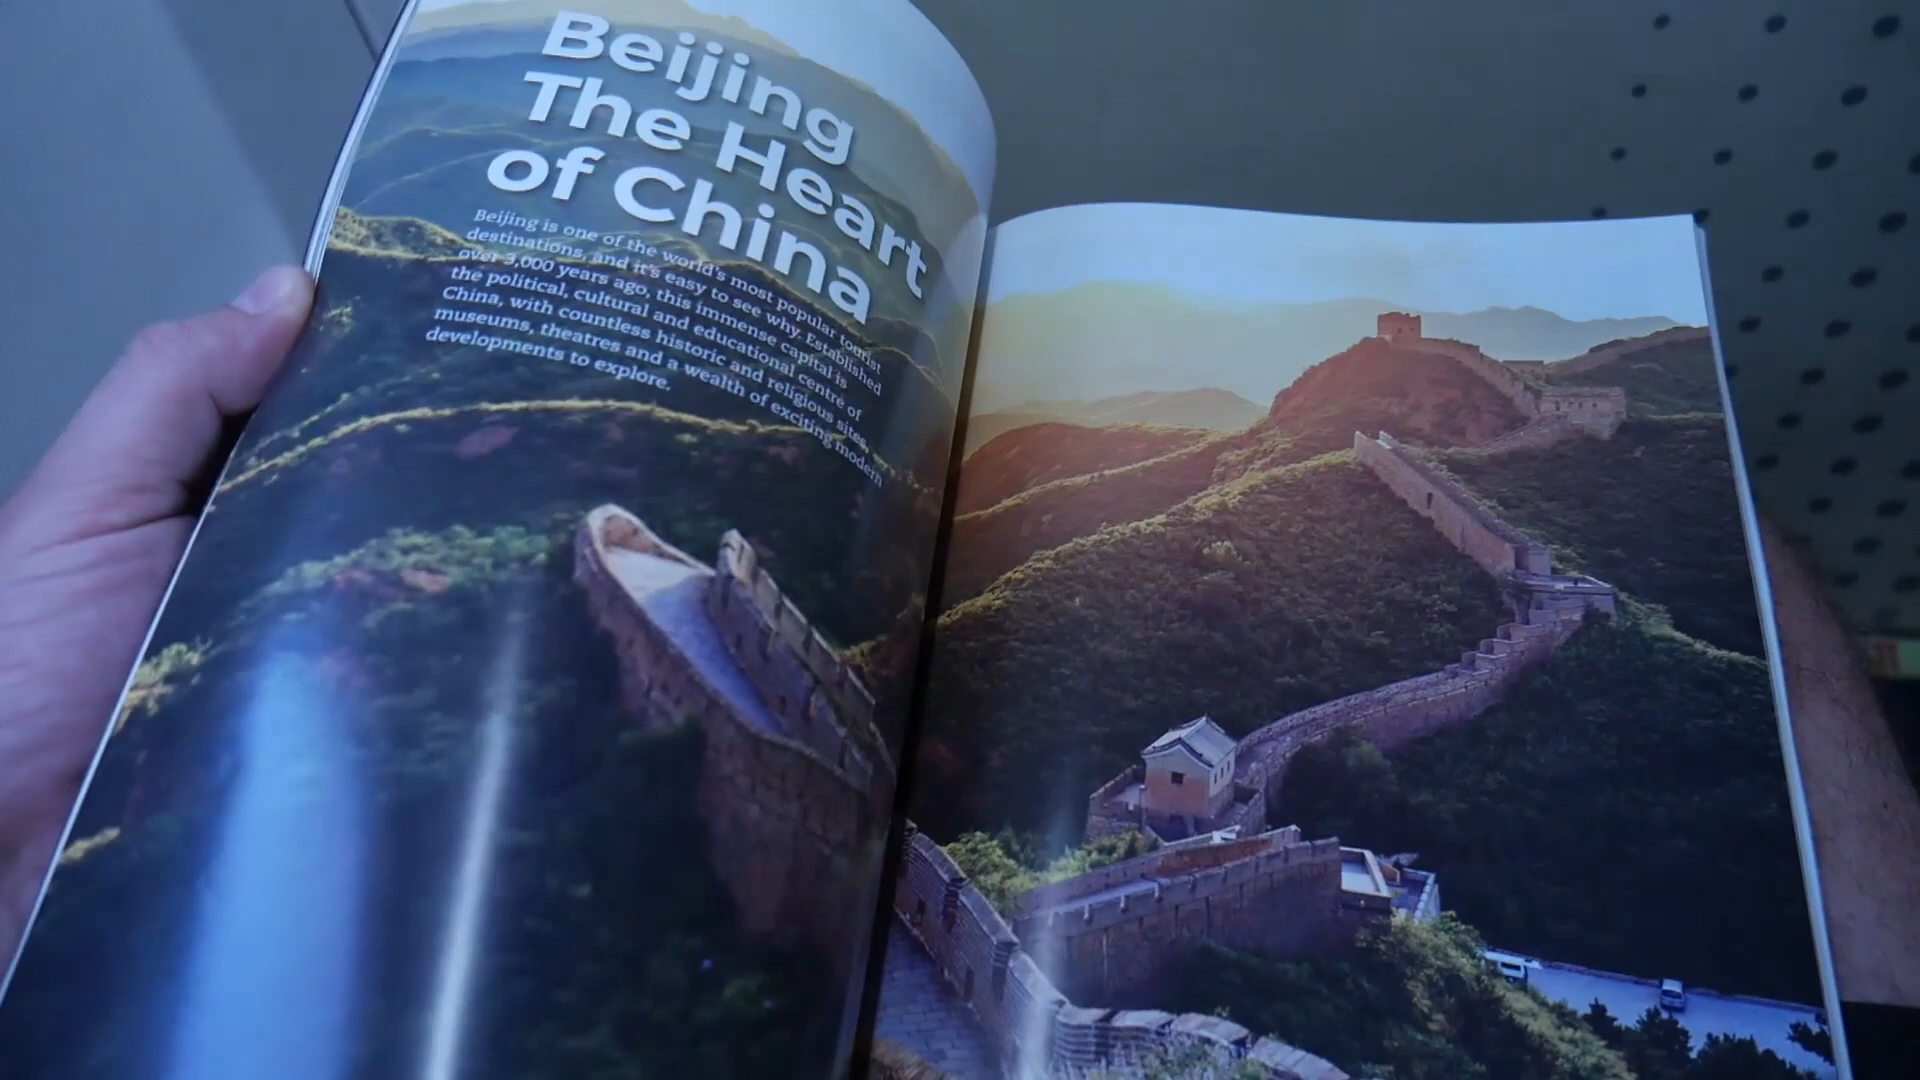 Beijing
The Heart
of China
Beijing is one of the world's most popular tourist
destinations, and it's easy to see why. Established
over 3,000 years ago, this immense capital is
the political, cultural and educational centre of
China, with countless historic and religious sites,
museums, theatres and a wealth of exciting modern
developments to explore.